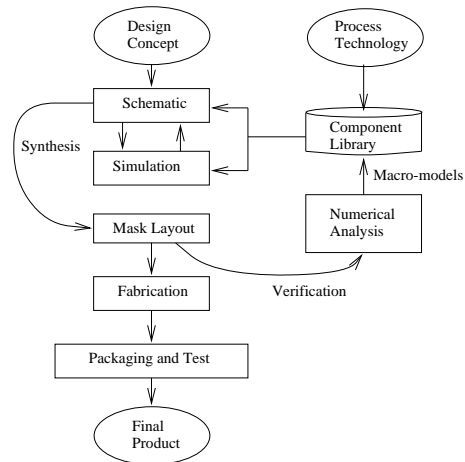 Design
Concept
Process
Technology
Schematic
Component
Library
Synthesis
Simulation
Macro-models
Mask Layout
Numerical
Analysis
Fabrication
Verification
Packaging and Test
Final
Product